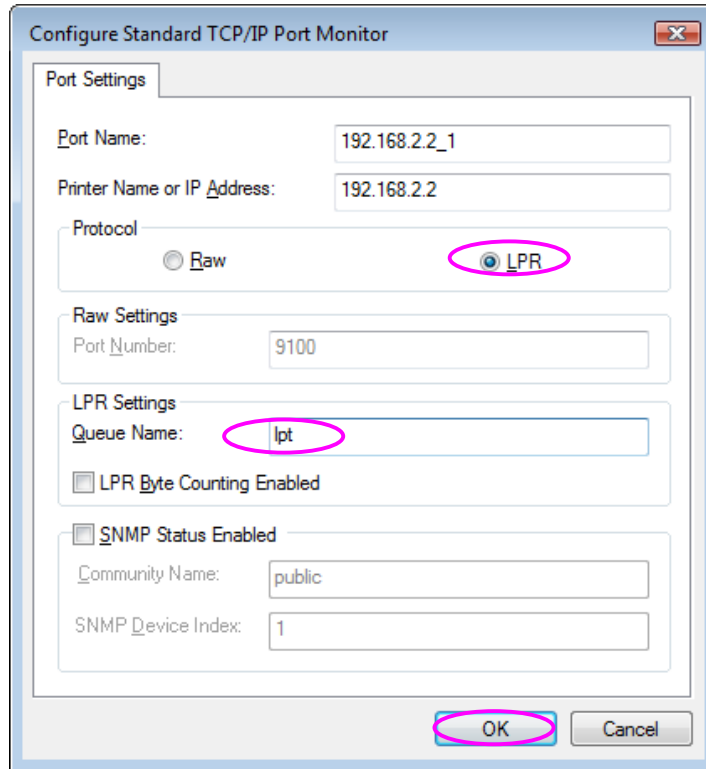 Configure Standard TCP/IP Port Monitor
Port Settings
Port Name: 192.168.2.2_1
Printer Name or IP Address: 192.168.2.2
Protocol
Raw LPR
Raw Settings
Port Number: 9100
LPR Settings
Queue Name: lpt
LPR Byte Counting Enabled
SNMP Status Enabled
Community Name: public
SNMP Device Index: 1
OK Cancel